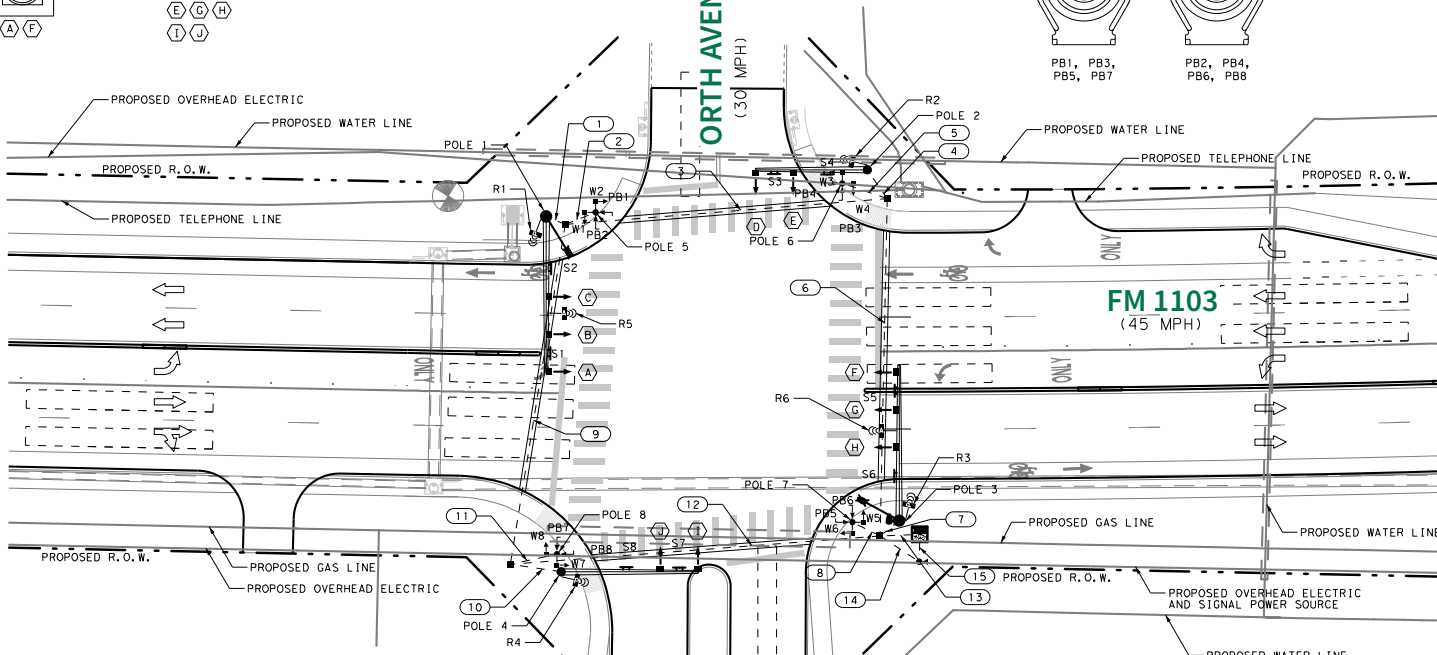 A F
E G H
I J
ORTH AVEN
(30 MPH)
PB1, PB3,
PB5, PB7
PB2, PB4,
PB6, PB8
PROPOSED OVERHEAD ELECTRIC
PROPOSED WATER LINE
PROPOSED R.O.W.
PROPOSED TELEPHONE LINE
POLE 1
1
2
3
R1
W2
PB1
W1
PB2
POLE 5
S2
C
R5
B
S1
A
R2
POLE 2
5
4
S4
S3
W3
PB4
W4
D
E
POLE 6
PB3
PROPOSED WATER LINE
PROPOSED TELEPHONE LINE
PROPOSED R.O.W.
ONLY
6
FM 1103
(45 MPH)
ONLY
ONLY
F
S5
R6
G
H
9
S6
R3
POLE 7
POLE 3
PB6
PB5
W5
W6
7
12
11
POLE 8
PB7
W8
PB8
S8
J
I
S7
W7
10
POLE 4
R4
8
15
13
14
PROPOSED GAS LINE
PROPOSED WATER LINE
PROPOSED R.O.W.
PROPOSED OVERHEAD ELECTRIC
AND SIGNAL POWER SOURCE
PROPOSED R.O.W.
PROPOSED GAS LINE
PROPOSED OVERHEAD ELECTRIC
PROPOSED WATER LINE